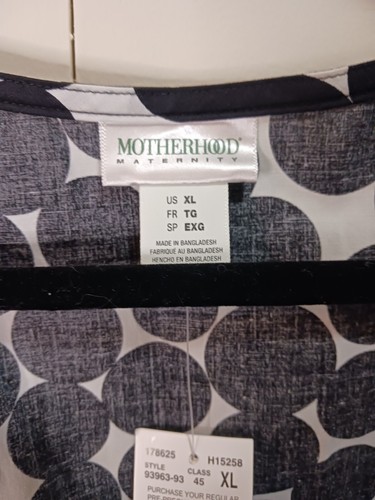 MOTHERHOOD
MATERNITY
US XL
FR TG
SP EXG
MADE IN BANGLADESH
FABRIQUÉ AU BANGLADESH
HECHO EN BANGLADESH
178625 H15258
STYLE CLASS
93963-93 45 XL
PURCHASE YOUR REGULAR